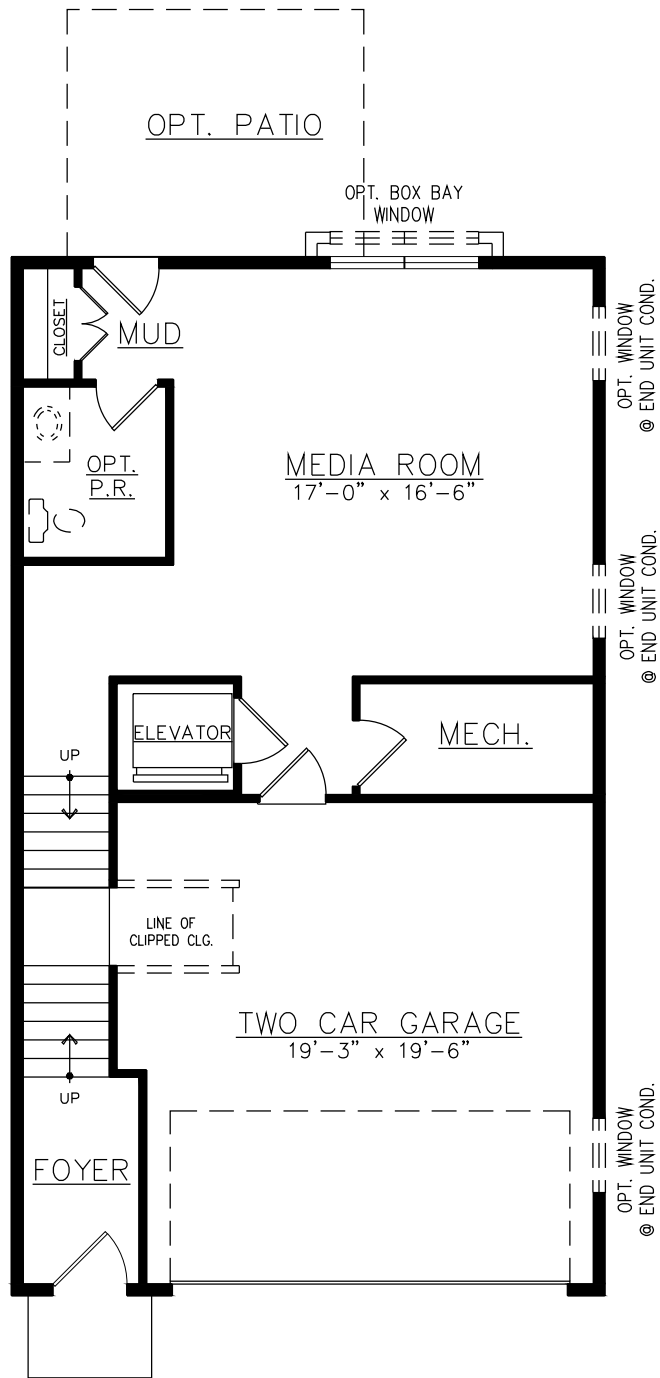 OPT. PATIO
OPT. BOX BAY
WINDOW
CLOSET
MUD
OPT. WINDOW
@ END UNIT COND.
OPT.
P.R.
MEDIA ROOM
17'-0" x 16'-6"
OPT. WINDOW
@ END UNIT COND.
ELEVATOR
MECH.
UP
LINE OF
CLIPPED CLG.
TWO CAR GARAGE
19'-3" x 19'-6"
UP
FOYER
OPT. WINDOW
@ END UNIT COND.